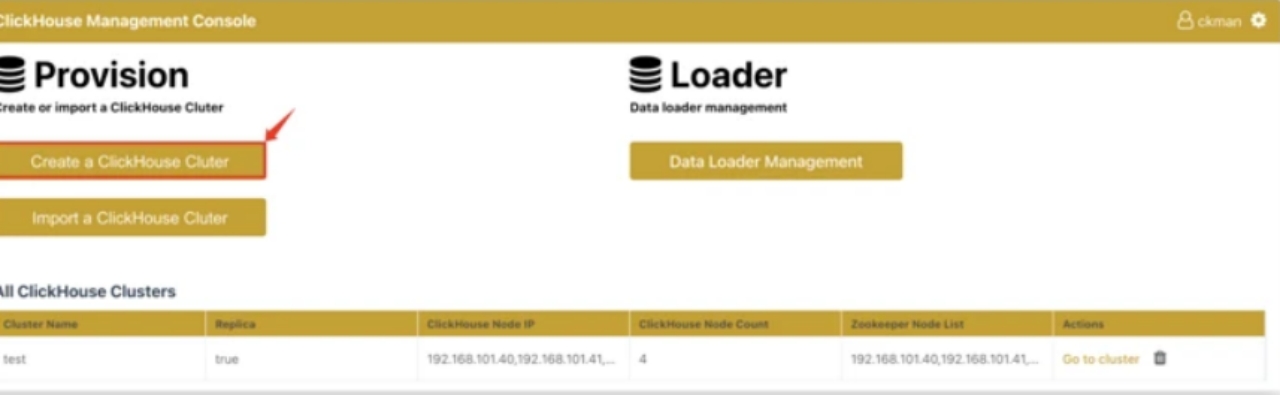 ClickHouse Management Console
ckman
Provision
Create or import a ClickHouse Cluter
Create a ClickHouse Cluter
Import a ClickHouse Cluter
Loader
Data loader management
Data Loader Management
All ClickHouse Clusters
Cluster Name Replica ClickHouse Node IP ClickHouse Node Count Zookeeper Node List Actions
test true 192.168.101.40,192.168.101.41,... 4 192.168.101.40,192.168.101.41,... Go to cluster